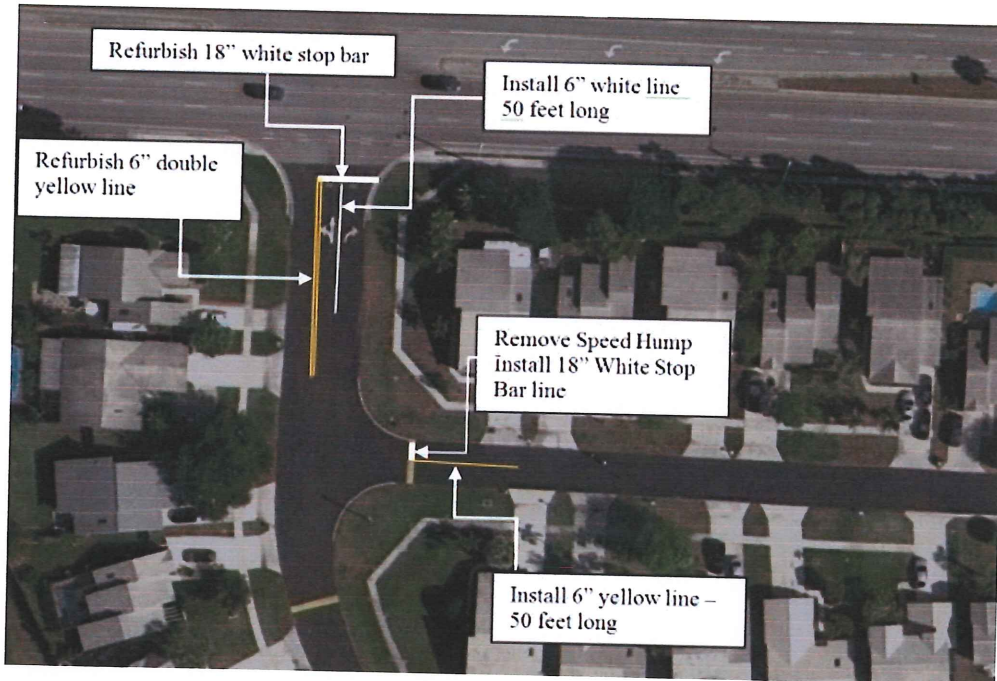 Refurbish 18” white stop bar
Install 6” white line
50 feet long
Refurbish 6” double
yellow line
Remove Speed Hump
Install 18” White Stop
Bar line
Install 6” yellow line –
50 feet long